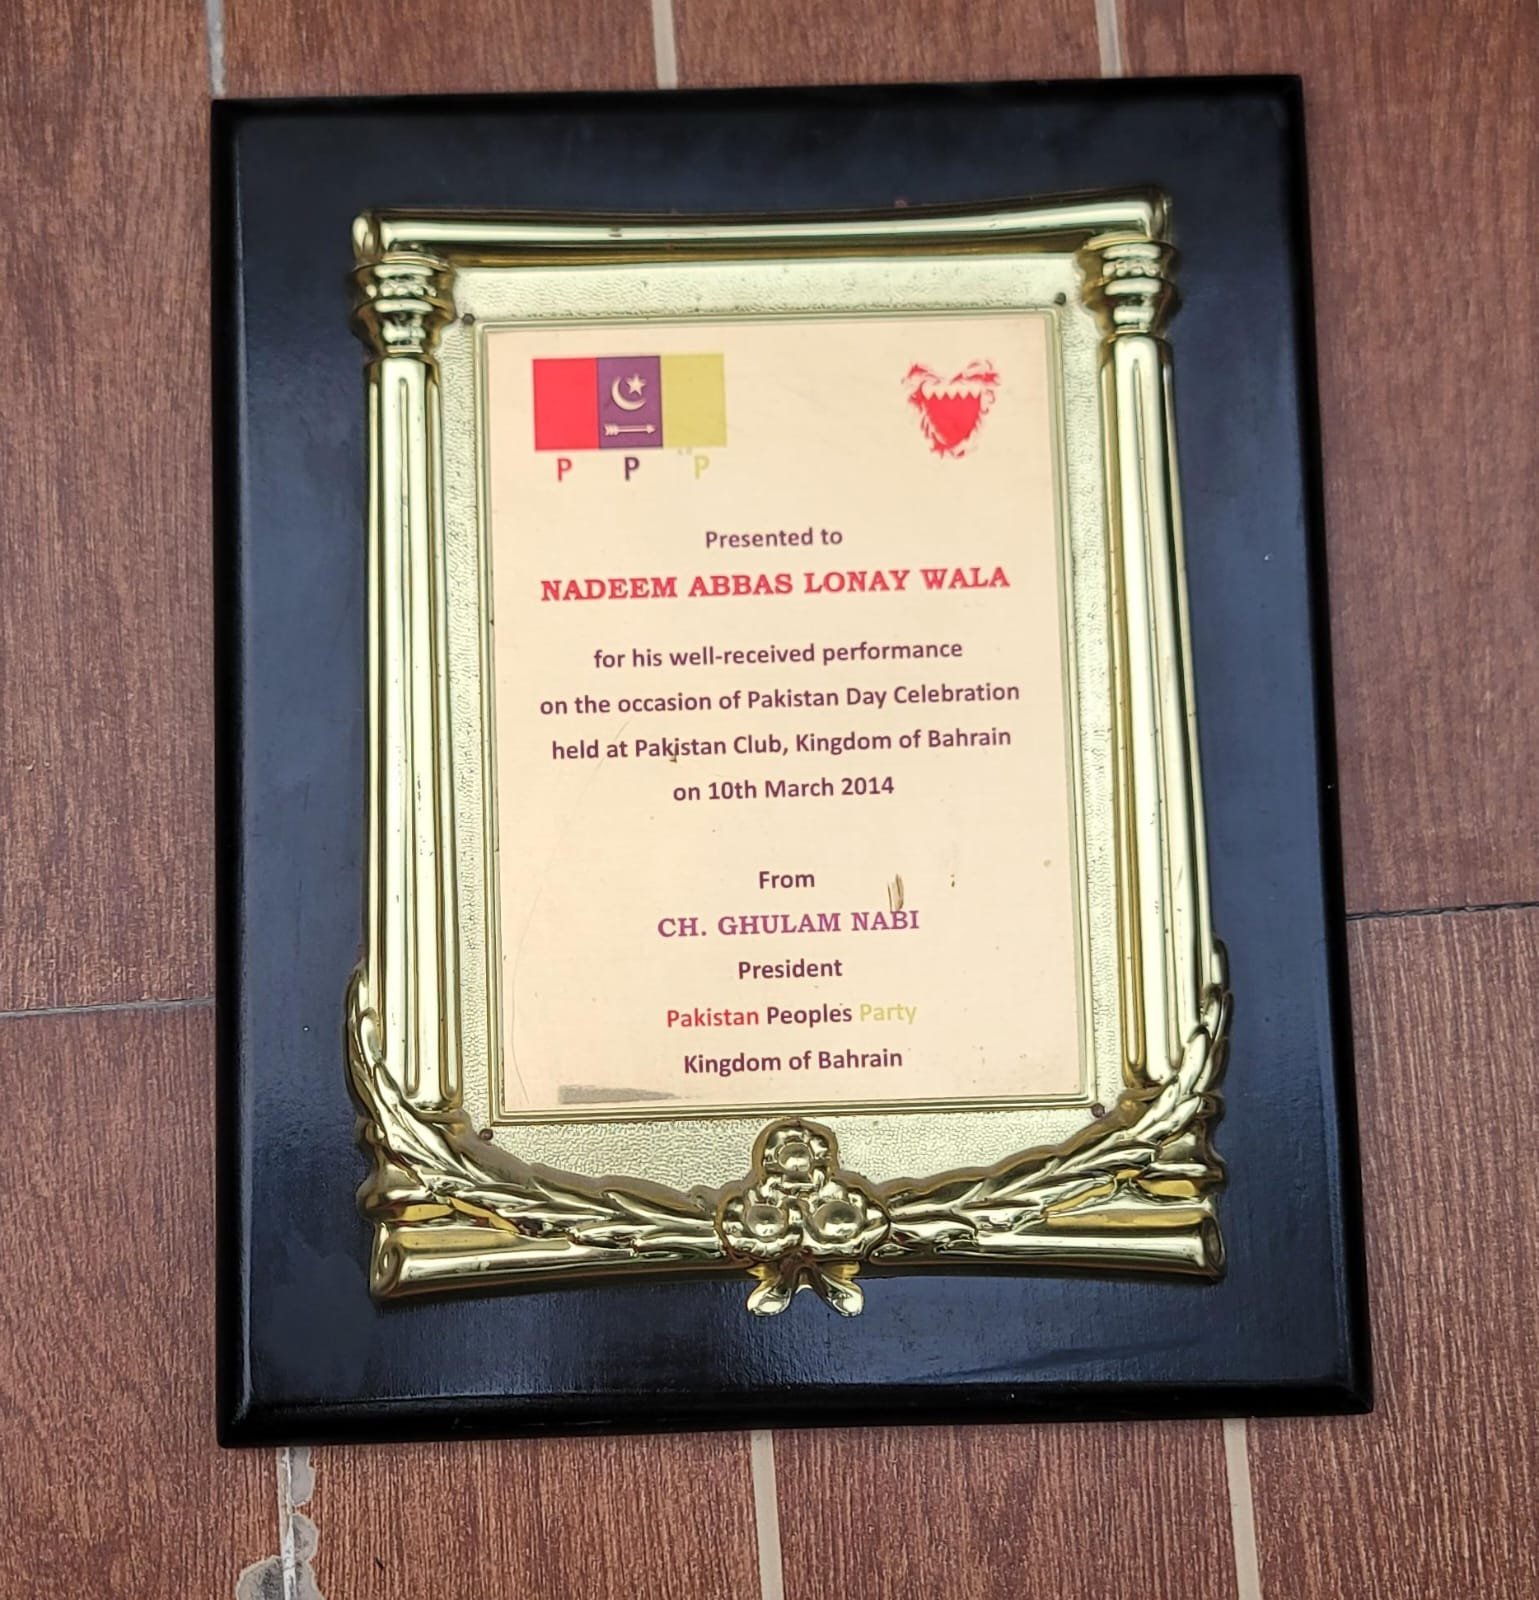 P P P
Presented to
NADEEM ABBAS LONAY WALA
for his well-received performance
on the occasion of Pakistan Day Celebration
held at Pakistan Club, Kingdom of Bahrain
on 10th March 2014
From
CH. GHULAM NABI
President
Pakistan Peoples Party
Kingdom of Bahrain